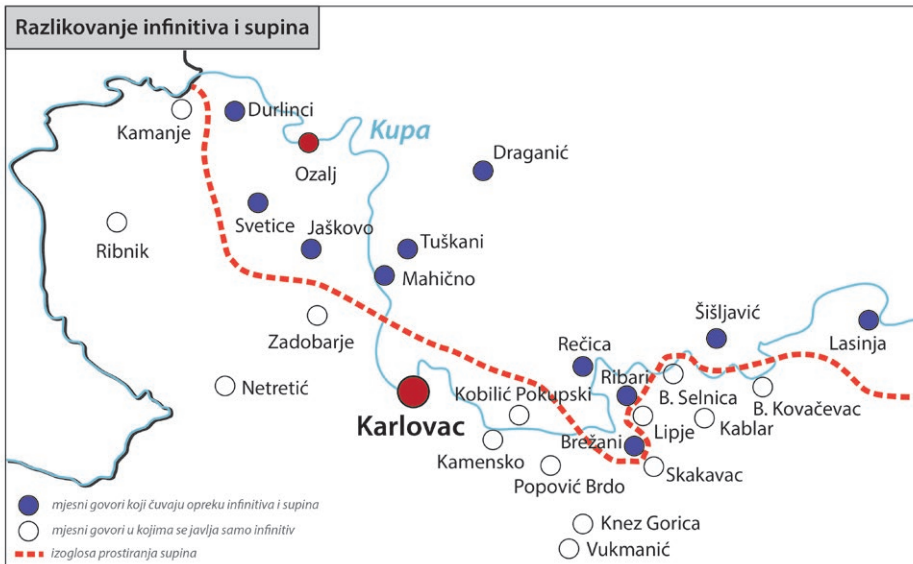 Razlikovanje infinitiva i supina
Durlinci
Kamanje
Kupa
Ozalj
Draganić
Svetice
Ribnik
Jaškovo
Tuškani
Mahično
Zadobarje
Šišljavić
Lasinja
Rečica
Netretić
Ribari
Kobilić Pokupski
B. Selnica
B. Kovačevac
Karlovac
Lipje
Kablar
Brežani
Kamensko
Skakavac
Popović Brdo
mjesni govori koji čuvaju opreku infinitiva i supina
mjesni govori u kojima se javlja samo infinitiv
Knez Gorica
izoglosa prostiranja supina
Vukmanić